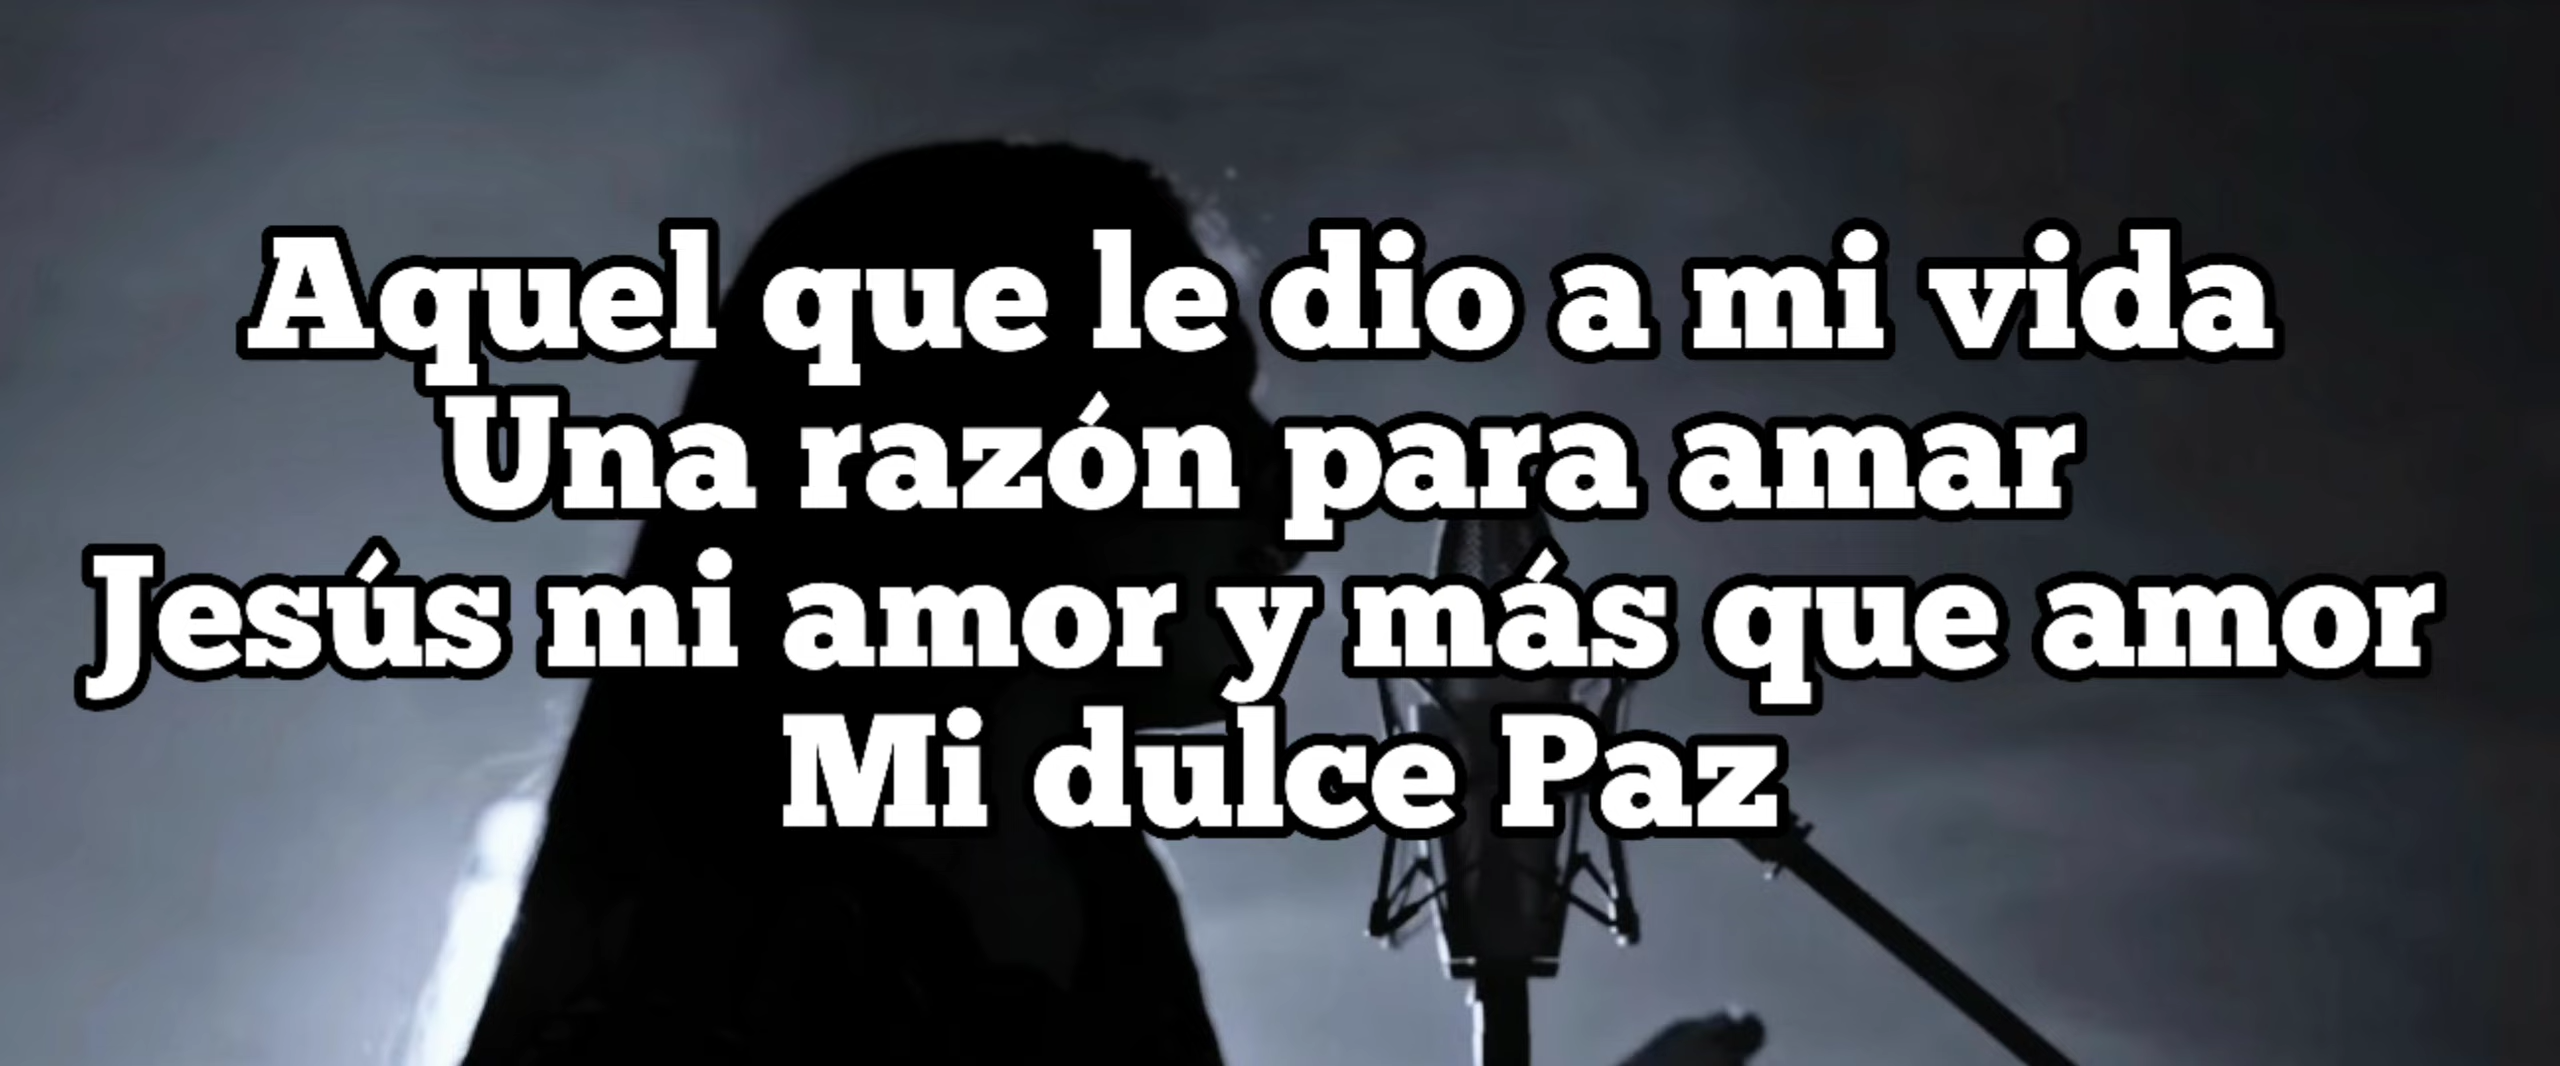 Aquel que le dio a mi vida
Una razón para amar
Jesús mi amor y más que amor
Mi dulce Paz